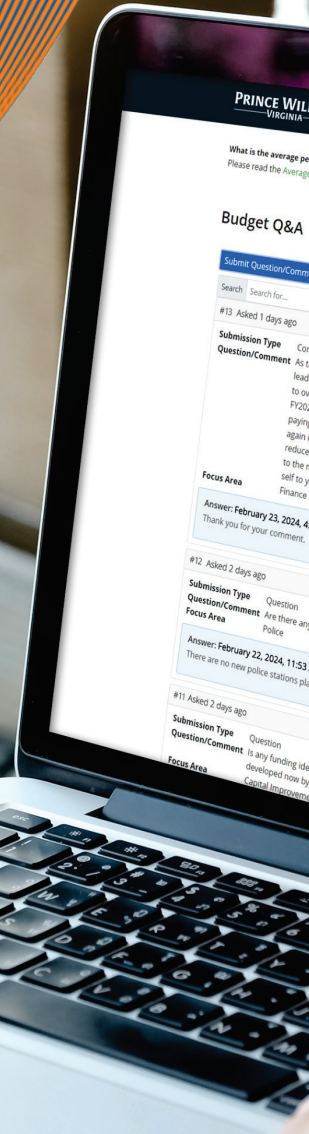 PRINCE WIL
VIRGINIA
What is the average pe
Please read the Average
Budget Q&A
Submit Question/Comm
Search Search for...
#13 Asked 1 days ago
Submission Type Con
Question/Comment As t
lead
to ov
FY202
paying
again
reduce
to the r
self to y
Focus Area Finance
Answer: February 23, 2024, 4:
Thank you for your comment.
#12 Asked 2 days ago
Submission Type Question
Question/Comment Are there any
Focus Area Police
Answer: February 22, 2024, 11:53
There are no new police stations pla
#11 Asked 2 days ago
Submission Type Question
Question/Comment Is any funding ide
developed now by
Focus Area Capital Improveme
esc
W E R T
S D F G H J
C V B N M